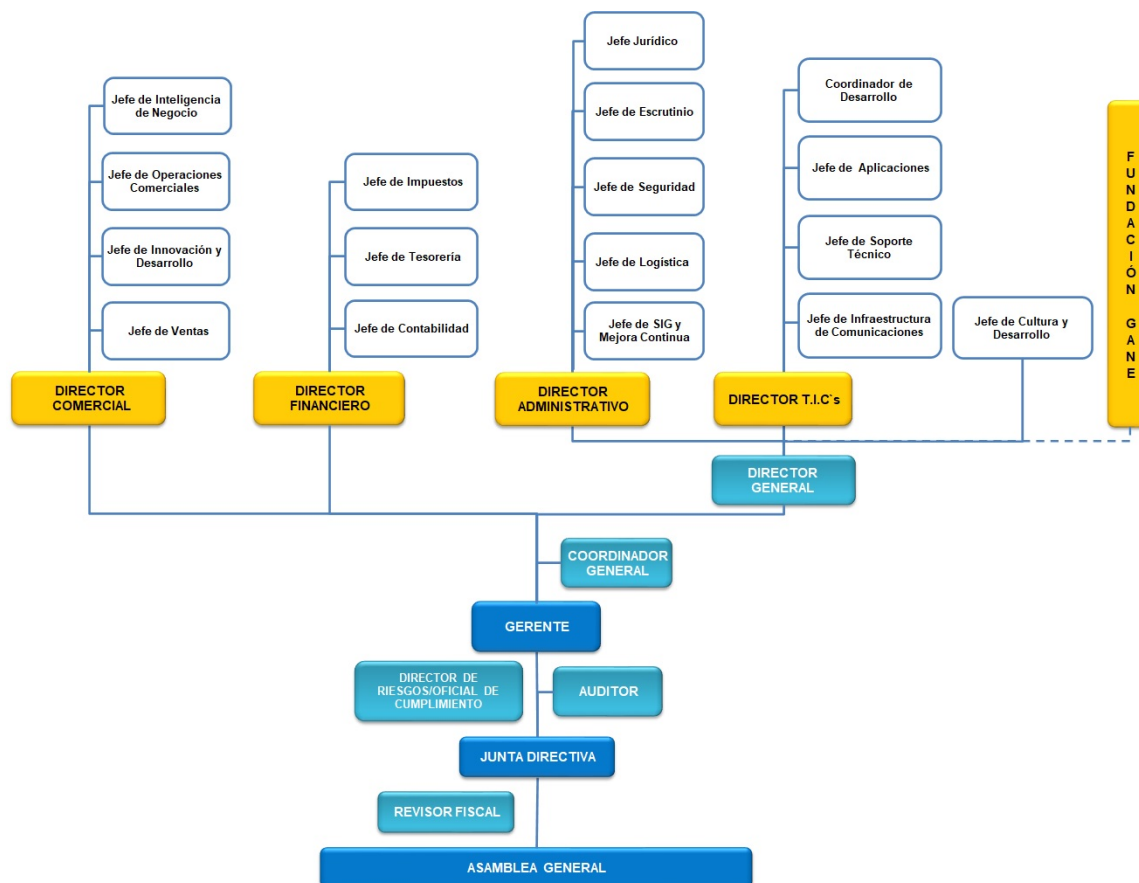 Jefe Jurídico
Coordinador de
Desarrollo
Jefe de Inteligencia
de Negocio
Jefe de Escrutinio
Jefe de Operaciones
Comerciales
Jefe de Impuestos
Jefe de Seguridad
Jefe de Aplicaciones
Jefe de Innovación y
Desarrollo
Jefe de Tesorería
Jefe de Logística
Jefe de Soporte
Técnico
Jefe de Ventas
Jefe de Contabilidad
Jefe de SIG y
Mejora Continua
Jefe de Infraestructura
de Comunicaciones
Jefe de Cultura y
Desarrollo
FUNDACIÓN GANE
DIRECTOR
COMERCIAL
DIRECTOR
FINANCIERO
DIRECTOR
ADMINISTRATIVO
DIRECTOR T.I.C`s
DIRECTOR
GENERAL
COORDINADOR
GENERAL
GERENTE
DIRECTOR DE
RIESGOS/OFICIAL DE
CUMPLIMIENTO
AUDITOR
JUNTA DIRECTIVA
REVISOR FISCAL
ASAMBLEA GENERAL